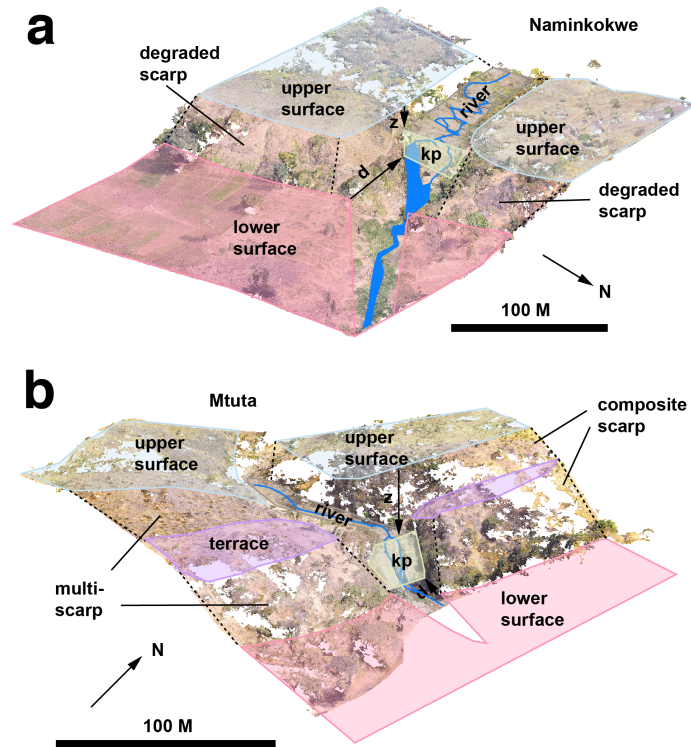 a
Naminkokwe
degraded
scarp
upper
surface
z
river
kp
upper
surface
d
degraded
scarp
lower
surface
N
100 M
b
Mtuta
composite
scarp
upper
surface
upper
surface
z
river
terrace
kp
multi-
scarp
d
lower
surface
N
100 M